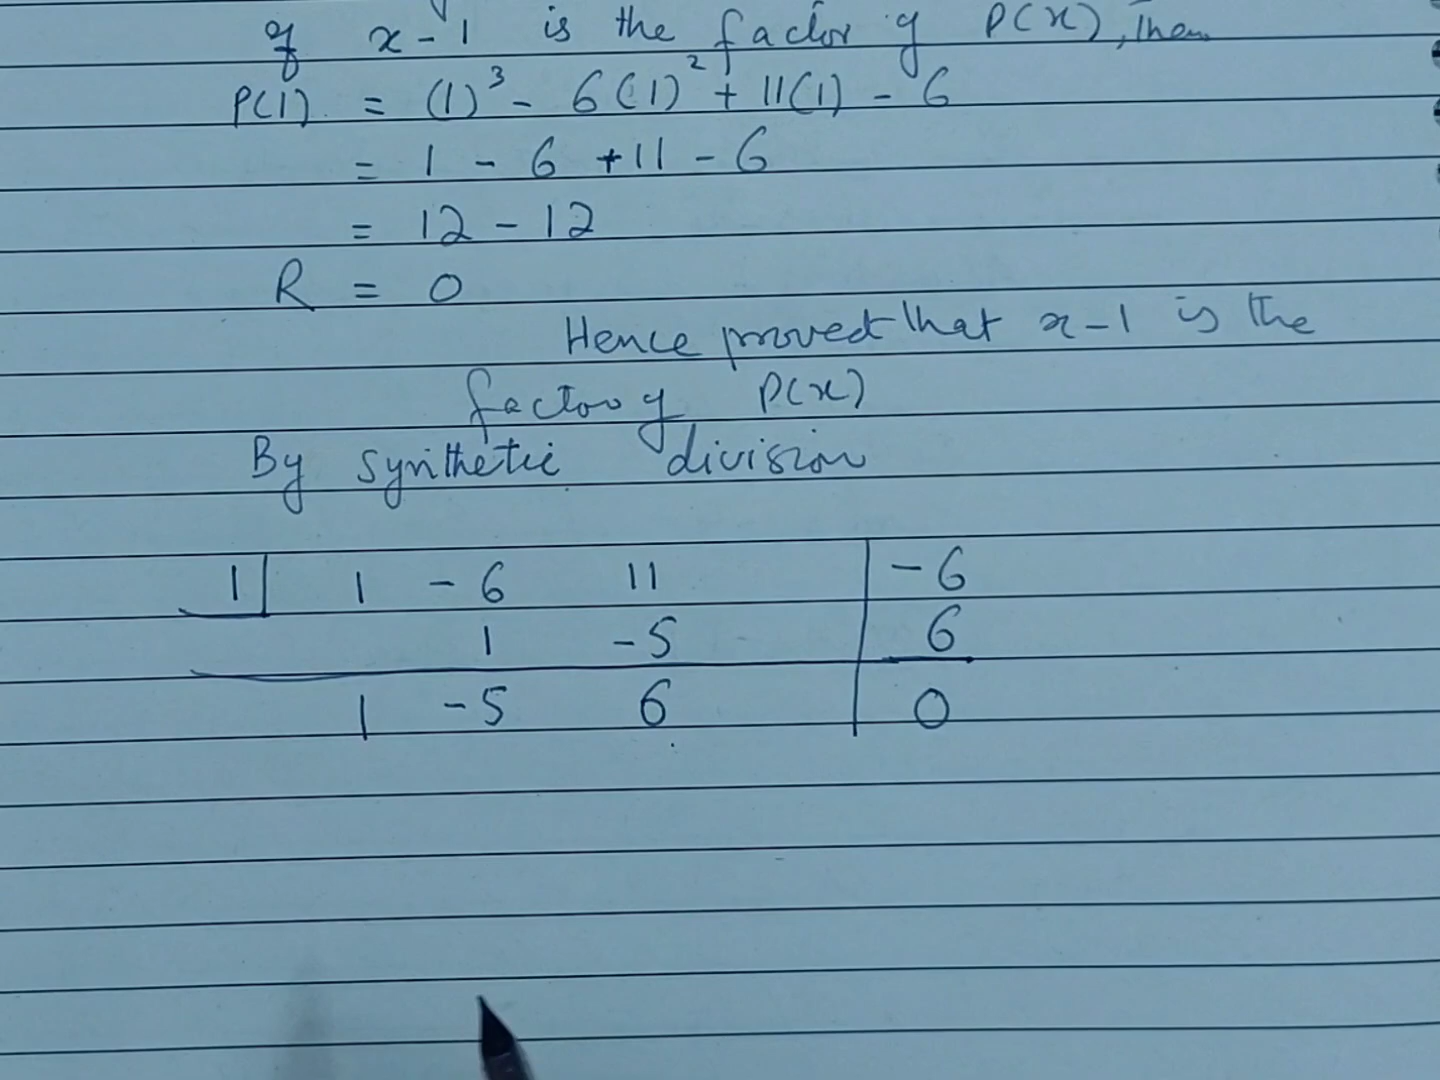 If x-1 is the factor of P(x), then
P(1) = (1)³ - 6(1)² + 11(1) - 6
= 1 - 6 + 11 - 6
= 12 - 12
R = 0
Hence proved that x-1 is the
factor of P(x)
By synthetic division
1 1 -6 11 -6
1 -5 6
1 -5 6 0